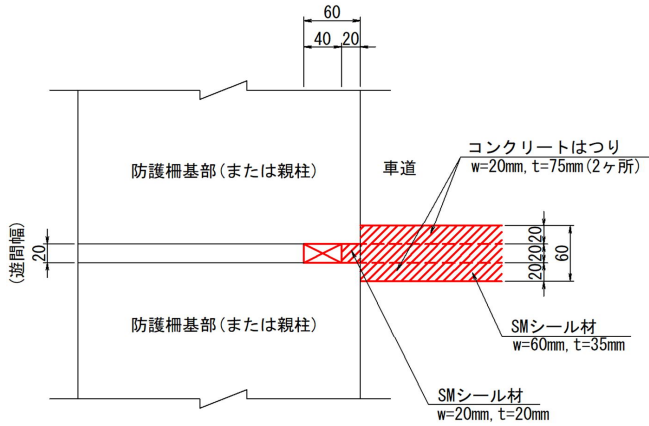 60
40 20
防護柵基部(または親柱)
車道
コンクリートはつり
w=20mm, t=75mm(2ヶ所)
(遊間幅)
20
20
20
20
60
防護柵基部(または親柱)
SMシール材
w=60mm, t=35mm
SMシール材
w=20mm, t=20mm